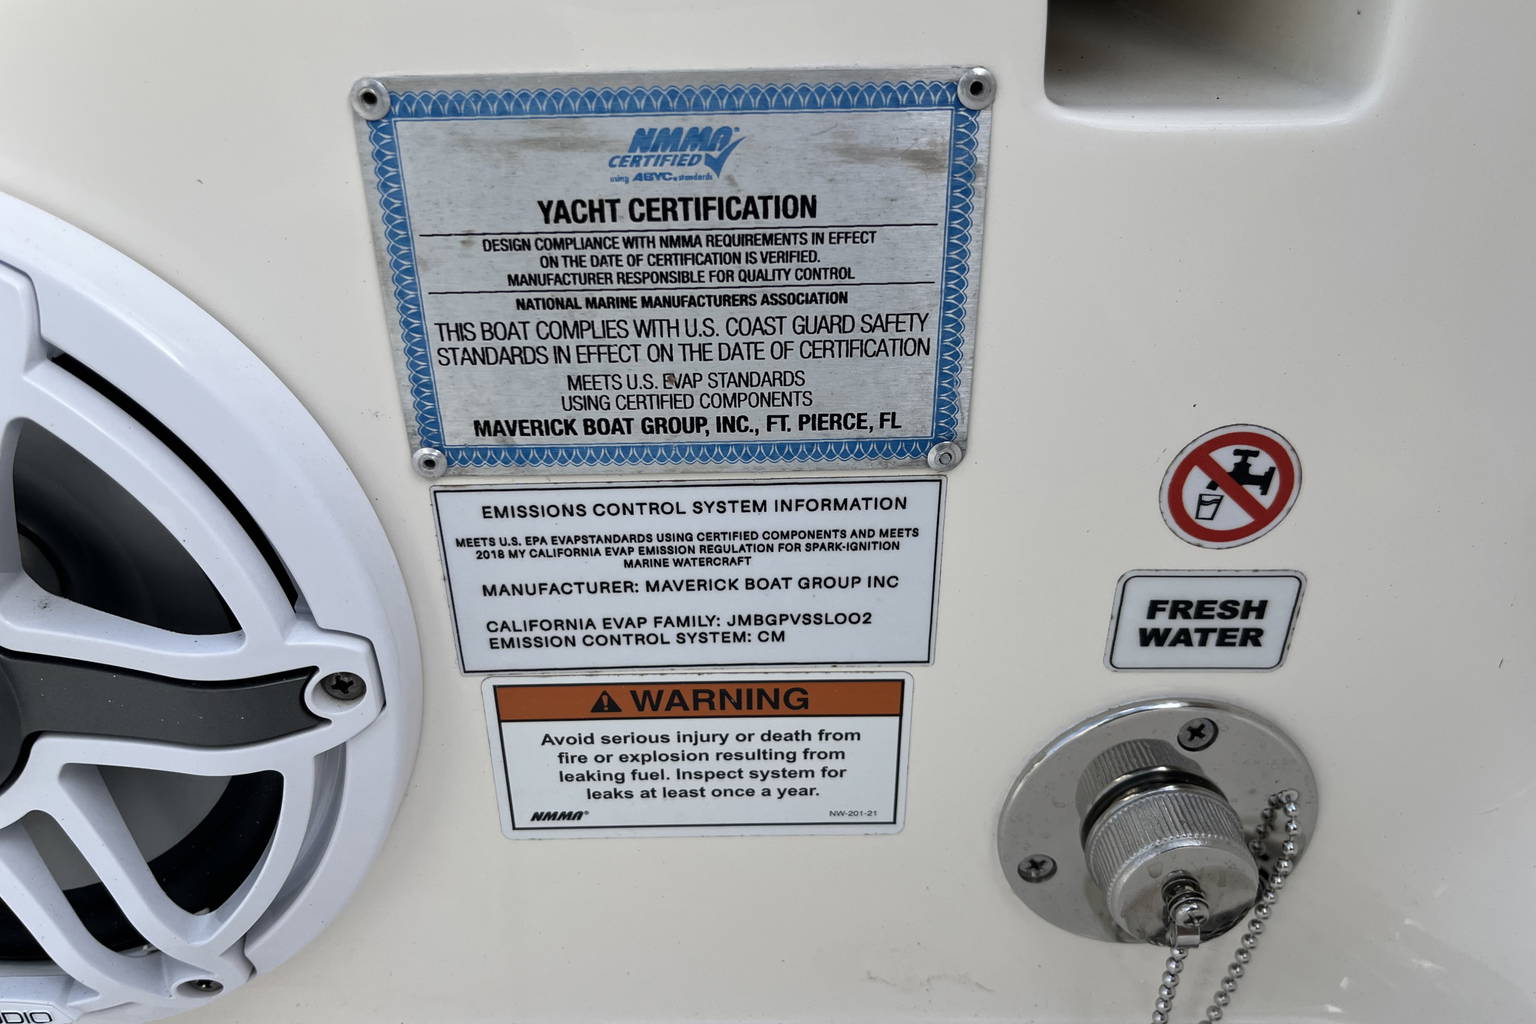 NMMA®
CERTIFIED
using ABYC® standards
YACHT CERTIFICATION
DESIGN COMPLIANCE WITH NMMA REQUIREMENTS IN EFFECT
ON THE DATE OF CERTIFICATION IS VERIFIED.
MANUFACTURER RESPONSIBLE FOR QUALITY CONTROL
NATIONAL MARINE MANUFACTURERS ASSOCIATION
THIS BOAT COMPLIES WITH U.S. COAST GUARD SAFETY
STANDARDS IN EFFECT ON THE DATE OF CERTIFICATION
MEETS U.S. EVAP STANDARDS
USING CERTIFIED COMPONENTS
MAVERICK BOAT GROUP, INC., FT. PIERCE, FL
EMISSIONS CONTROL SYSTEM INFORMATION
MEETS U.S. EPA EVAPSTANDARDS USING CERTIFIED COMPONENTS AND MEETS
2018 MY CALIFORNIA EVAP EMISSION REGULATION FOR SPARK-IGNITION
MARINE WATERCRAFT
MANUFACTURER: MAVERICK BOAT GROUP INC
CALIFORNIA EVAP FAMILY: JMBGPVSSL002
EMISSION CONTROL SYSTEM: CM
WARNING
Avoid serious injury or death from
fire or explosion resulting from
leaking fuel. Inspect system for
leaks at least once a year.
NMMA®
NW-201-21
FRESH
WATER